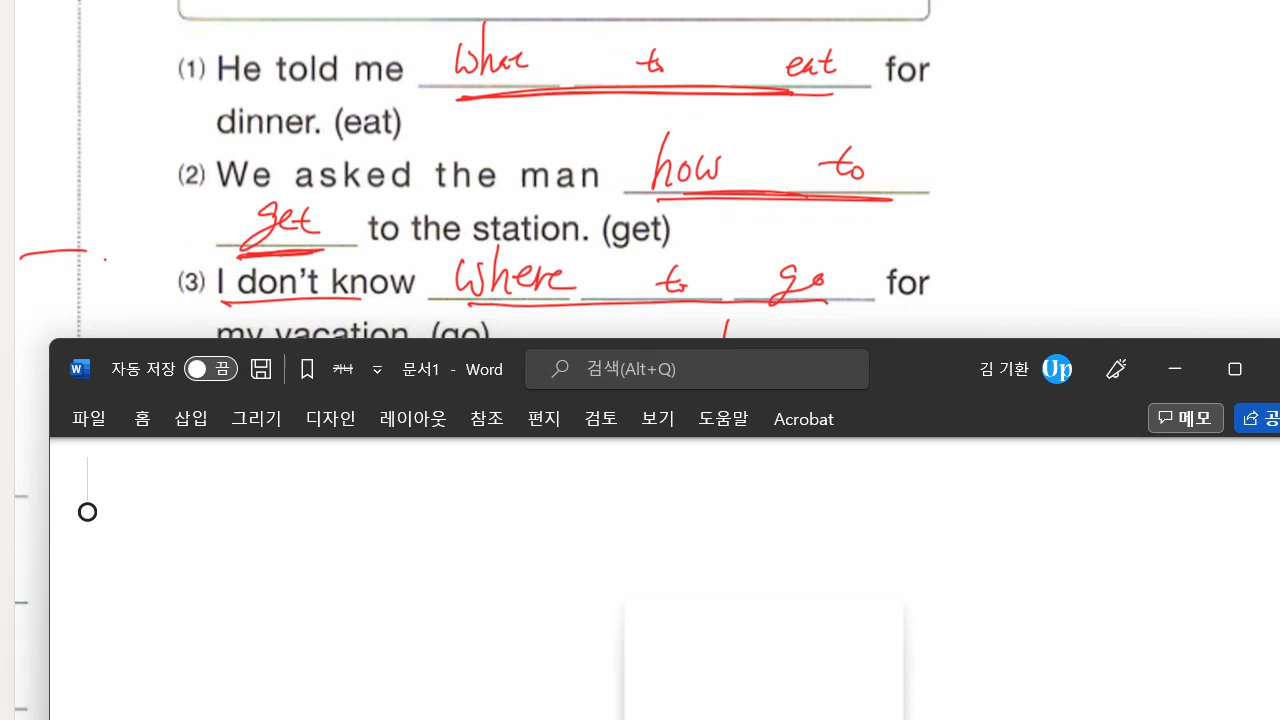 (1) He told me what to eat for
dinner. (eat)
(2) We asked the man how to
get to the station. (get)
(3) I don't know where to go for
my vacation. (go)
자동 저장 끔 가나 문서1 - Word 검색(Alt+Q) 김 기환 Up
파일 홈 삽입 그리기 디자인 레이아웃 참조 편지 검토 보기 도움말 Acrobat 메모 공